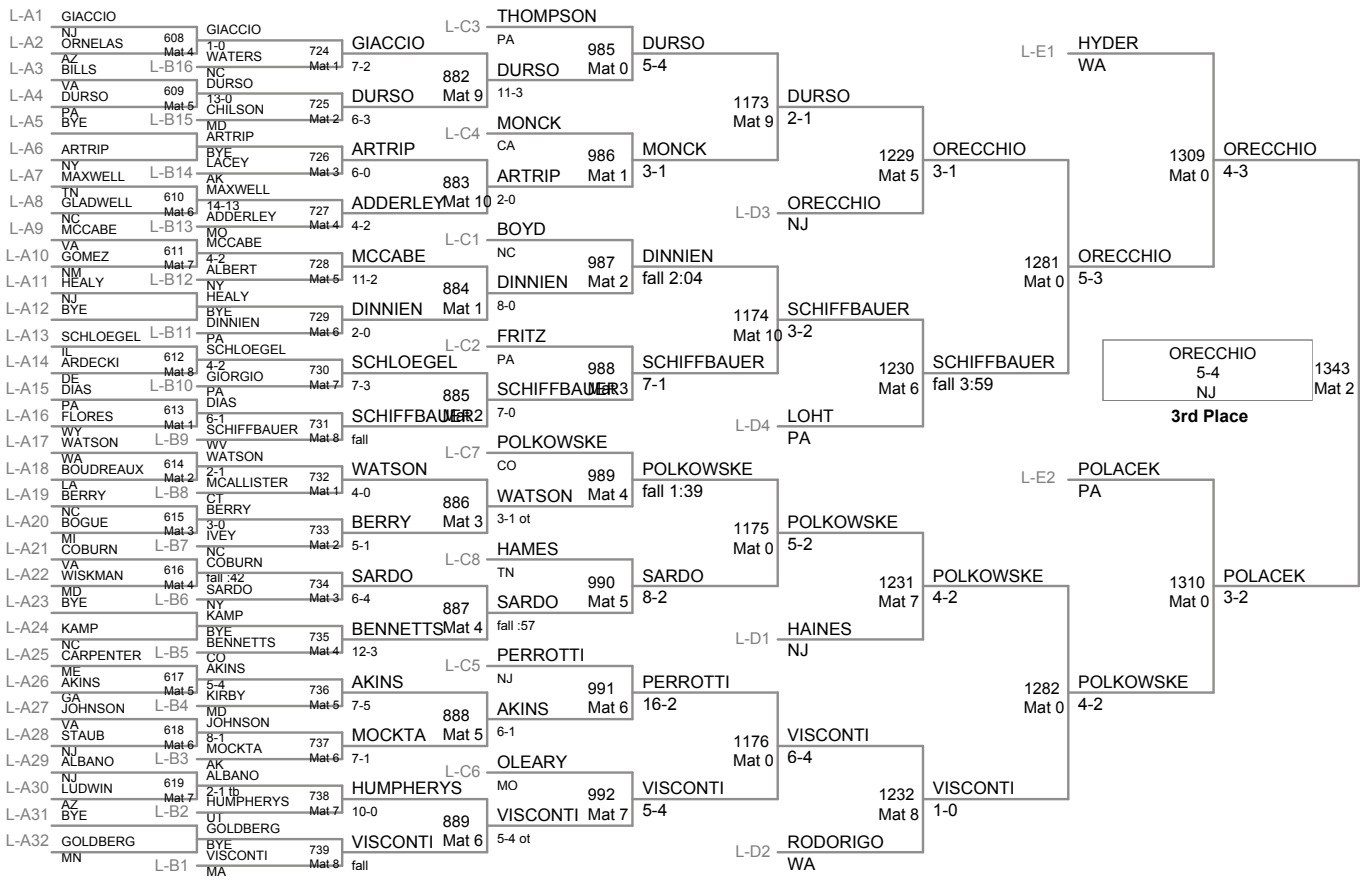 L-A1 GIACCIO
NJ
L-A2 ORNELAS
AZ
L-A3 BILLS
VA
L-A4 DURSO
PA
L-A5 BYE
L-A6 ARTRIP
NY
L-A7 MAXWELL
TN
L-A8 GLADWELL
NC
L-A9 MCCABE
VA
L-A10 GOMEZ
NM
L-A11 HEALY
NJ
L-A12 BYE
L-A13 SCHLOEGEL
IL
L-A14 ARDECKI
DE
L-A15 DIAS
PA
L-A16 FLORES
WY
L-A17 WATSON
WA
L-A18 BOUDREAUX
LA
L-A19 BERRY
NC
L-A20 BOGUE
MI
L-A21 COBURN
VA
L-A22 WISKMAN
MD
L-A23 BYE
L-A24 KAMP
NC
L-A25 CARPENTER
ME
L-A26 AKINS
GA
L-A27 JOHNSON
VA
L-A28 STAUB
NJ
L-A29 ALBANO
NJ
L-A30 LUDWIN
AZ
L-A31 BYE
L-A32 GOLDBERG
MN
608
Mat 4
609
Mat 5
610
Mat 6
611
Mat 7
612
Mat 8
613
Mat 1
614
Mat 2
615
Mat 3
616
Mat 4
617
Mat 5
618
Mat 6
619
Mat 7
GIACCIO
1-0
L-B16 WATERS
NC
DURSO
13-0
L-B15 CHILSON
MD
ARTRIP
BYE
L-B14 LACEY
AK
MAXWELL
14-13
L-B13 ADDERLEY
MO
MCCABE
4-2
L-B12 ALBERT
NY
HEALY
BYE
L-B11 DINNIEN
PA
SCHLOEGEL
4-2
L-B10 GIORGIO
PA
DIAS
6-1
L-B9 SCHIFFBAUER
WV
WATSON
2-1
L-B8 MCALLISTER
CT
BERRY
3-0
L-B7 IVEY
NC
COBURN
fall :42
L-B6 SARDO
NY
KAMP
BYE
L-B5 BENNETTS
CO
AKINS
5-4
L-B4 KIRBY
MD
JOHNSON
8-1
L-B3 MOCKTA
AK
ALBANO
2-1 tb
L-B2 HUMPHERYS
UT
GOLDBERG
BYE
L-B1 VISCONTI
MA
724
Mat 1
725
Mat 2
726
Mat 3
727
Mat 4
728
Mat 5
729
Mat 6
730
Mat 7
731
Mat 8
732
Mat 1
733
Mat 2
734
Mat 3
735
Mat 4
736
Mat 5
737
Mat 6
738
Mat 7
739
Mat 8
GIACCIO
7-2
DURSO
6-3
ARTRIP
6-0
ADDERLEY
4-2
MCCABE
11-2
DINNIEN
2-0
SCHLOEGEL
7-3
SCHIFFBAUER
fall
WATSON
4-0
BERRY
5-1
SARDO
6-4
BENNETTS
12-3
AKINS
7-5
MOCKTA
7-1
HUMPHERYS
10-0
VISCONTI
fall
882
Mat 9
883
Mat 10
884
Mat 1
885
Mat 2
886
Mat 3
887
Mat 4
888
Mat 5
889
Mat 6
L-C3 THOMPSON
PA
DURSO
11-3
L-C4 MONCK
CA
ARTRIP
2-0
L-C1 BOYD
NC
DINNIEN
8-0
L-C2 FRITZ
PA
SCHIFFBAUER
7-0
L-C7 POLKOWSKE
CO
WATSON
3-1 ot
L-C8 HAMES
TN
SARDO
fall :57
L-C5 PERROTTI
NJ
AKINS
6-1
L-C6 OLEARY
MO
VISCONTI
5-4 ot
985
Mat 0
986
Mat 1
987
Mat 2
988
Mat 3
989
Mat 4
990
Mat 5
991
Mat 6
992
Mat 7
DURSO
5-4
MONCK
3-1
DINNIEN
fall 2:04
SCHIFFBAUER
7-1
POLKOWSKE
fall 1:39
SARDO
8-2
PERROTTI
16-2
VISCONTI
5-4
1173
Mat 9
1174
Mat 10
1175
Mat 0
1176
Mat 0
DURSO
2-1
L-D3 ORECCHIO
NJ
SCHIFFBAUER
3-2
L-D4 LOHT
PA
POLKOWSKE
5-2
L-D1 HAINES
NJ
VISCONTI
6-4
L-D2 RODORIGO
WA
1229
Mat 5
1230
Mat 6
1231
Mat 7
1232
Mat 8
ORECCHIO
3-1
SCHIFFBAUER
fall 3:59
POLKOWSKE
4-2
VISCONTI
1-0
1281
Mat 0
1282
Mat 0
L-E1 HYDER
WA
ORECCHIO
5-3
L-E2 POLACEK
PA
POLKOWSKE
4-2
1309
Mat 0
1310
Mat 0
ORECCHIO
4-3
POLACEK
3-2
ORECCHIO
5-4
NJ
1343
Mat 2
3rd Place